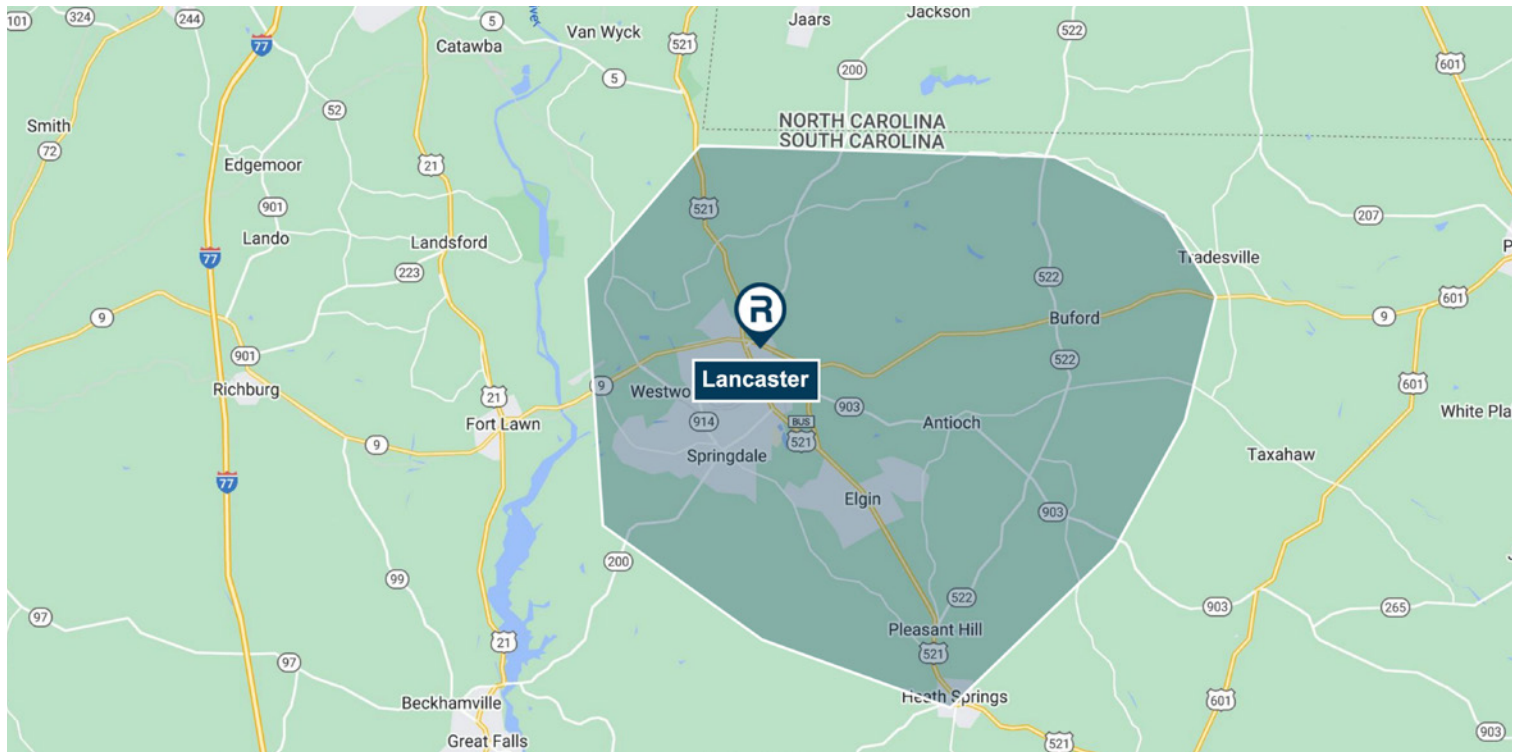 101
324
244
77
5
521
Jaars
Jackson
522
Catawba
Van Wyck
601
200
5
52
Smith
72
NORTH CAROLINA
SOUTH CAROLINA
Edgemoor
21
901
521
207
Lando
Landsford
77
Tradesville
223
522
R
601
9
Buford
9
901
522
Lancaster
601
Richburg
9
21
903
White Pla
914
Fort Lawn
BUS
521
Antioch
9
Springdale
Taxahaw
77
Elgin
903
200
99
522
903
265
97
Pleasant Hill
21
521
97
Heath Springs
601
Beckhamville
903
Great Falls
521